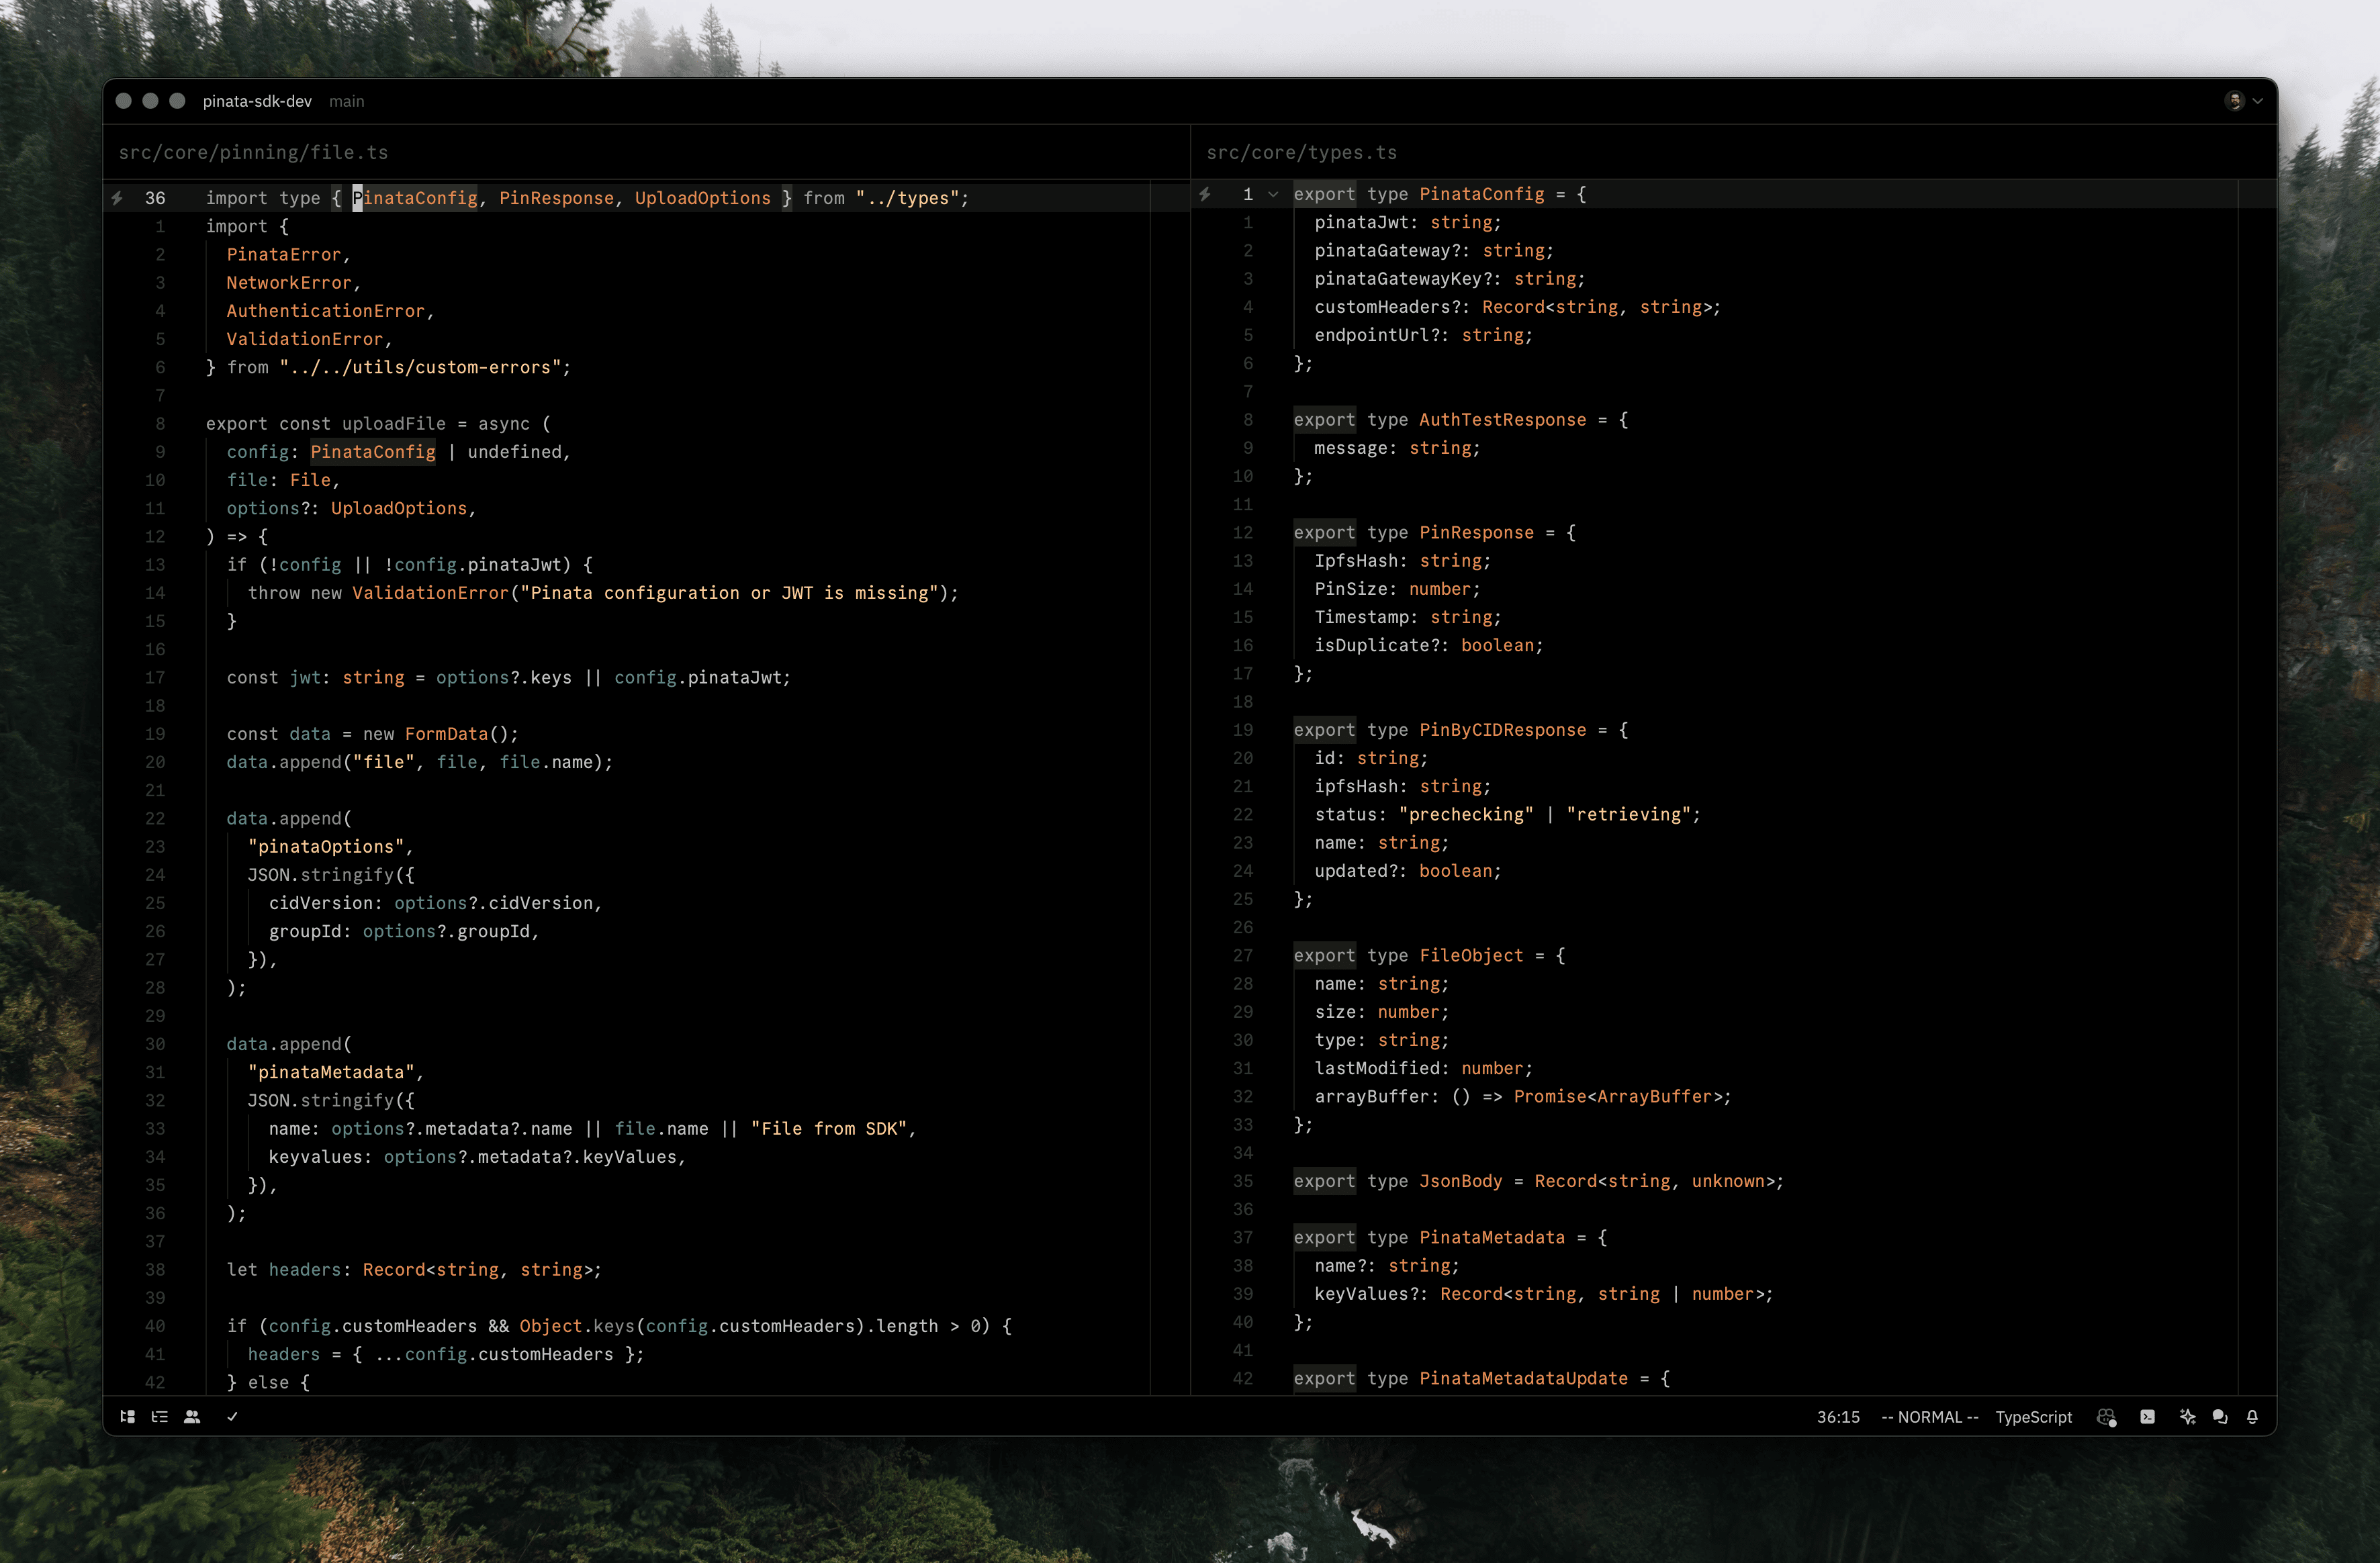 pinata-sdk-dev main
src/core/pinning/file.ts
36 import type { PinataConfig, PinResponse, UploadOptions } from "../types";
1 import {
2 PinataError,
3 NetworkError,
4 AuthenticationError,
5 ValidationError,
6 } from "../../utils/custom-errors";
7
8 export const uploadFile = async (
9 config: PinataConfig | undefined,
10 file: File,
11 options?: UploadOptions,
12 ) => {
13 if (!config || !config.pinataJwt) {
14 throw new ValidationError("Pinata configuration or JWT is missing");
15 }
16
17 const jwt: string = options?.keys || config.pinataJwt;
18
19 const data = new FormData();
20 data.append("file", file, file.name);
21
22 data.append(
23 "pinataOptions",
24 JSON.stringify({
25 cidVersion: options?.cidVersion,
26 groupId: options?.groupId,
27 }),
28 );
29
30 data.append(
31 "pinataMetadata",
32 JSON.stringify({
33 name: options?.metadata?.name || file.name || "File from SDK",
34 keyvalues: options?.metadata?.keyValues,
35 }),
36 );
37
38 let headers: Record<string, string>;
39
40 if (config.customHeaders && Object.keys(config.customHeaders).length > 0) {
41 headers = { ...config.customHeaders };
42 } else {
src/core/types.ts
1 export type PinataConfig = {
1 pinataJwt: string;
2 pinataGateway?: string;
3 pinataGatewayKey?: string;
4 customHeaders?: Record<string, string>;
5 endpointUrl?: string;
6 };
7
8 export type AuthTestResponse = {
9 message: string;
10 };
11
12 export type PinResponse = {
13 IpfsHash: string;
14 PinSize: number;
15 Timestamp: string;
16 isDuplicate?: boolean;
17 };
18
19 export type PinByCIDResponse = {
20 id: string;
21 ipfsHash: string;
22 status: "prechecking" | "retrieving";
23 name: string;
24 updated?: boolean;
25 };
26
27 export type FileObject = {
28 name: string;
29 size: number;
30 type: string;
31 lastModified: number;
32 arrayBuffer: () => Promise<ArrayBuffer>;
33 };
34
35 export type JsonBody = Record<string, unknown>;
36
37 export type PinataMetadata = {
38 name?: string;
39 keyValues?: Record<string, string | number>;
40 };
41
42 export type PinataMetadataUpdate = {
36:15 -- NORMAL -- TypeScript